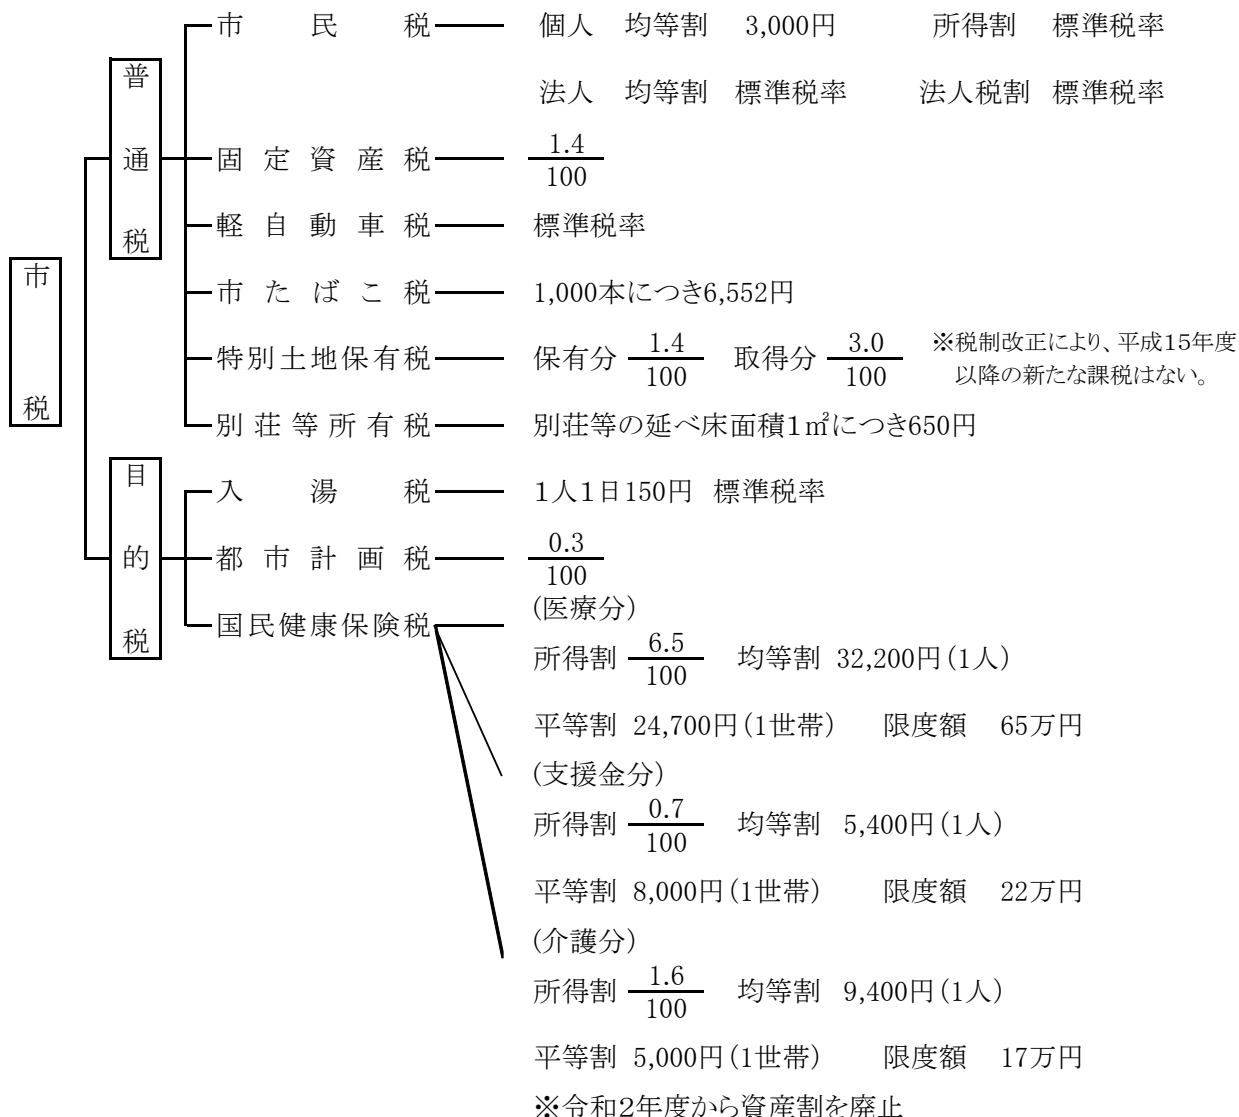 市税
普通税
市民税 個人 均等割 3,000円 所得割 標準税率
法人 均等割 標準税率 法人税割 標準税率
固定資産税 1.4/100
軽自動車税 標準税率
市たばこ税 1,000本につき6,552円
特別土地保有税 保有分 1.4/100 取得分 3.0/100 ※税制改正により、平成15年度
以降の新たな課税はない。
別荘等所有税 別荘等の延べ床面積1㎡につき650円
目的税
入湯税 1人1日150円 標準税率
都市計画税 0.3/100
国民健康保険税 (医療分)
所得割 6.5/100 均等割 32,200円(1人)
平等割 24,700円(1世帯) 限度額 65万円
(支援金分)
所得割 0.7/100 均等割 5,400円(1人)
平等割 8,000円(1世帯) 限度額 22万円
(介護分)
所得割 1.6/100 均等割 9,400円(1人)
平等割 5,000円(1世帯) 限度額 17万円
※令和2年度から資産割を廃止